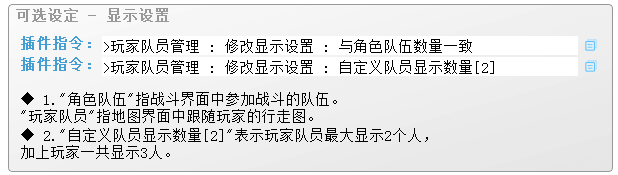 可选设定 - 显示设置
插件指令： >玩家队员管理 : 修改显示设置 : 与角色队伍数量一致
插件指令： >玩家队员管理 : 修改显示设置 : 自定义队员显示数量[2]
◆ 1."角色队伍"指战斗界面中参加战斗的队伍。
"玩家队员"指地图界面中跟随玩家的行走图。
◆ 2."自定义队员显示数量[2]"表示玩家队员最大显示2个人，
加上玩家一共显示3人。